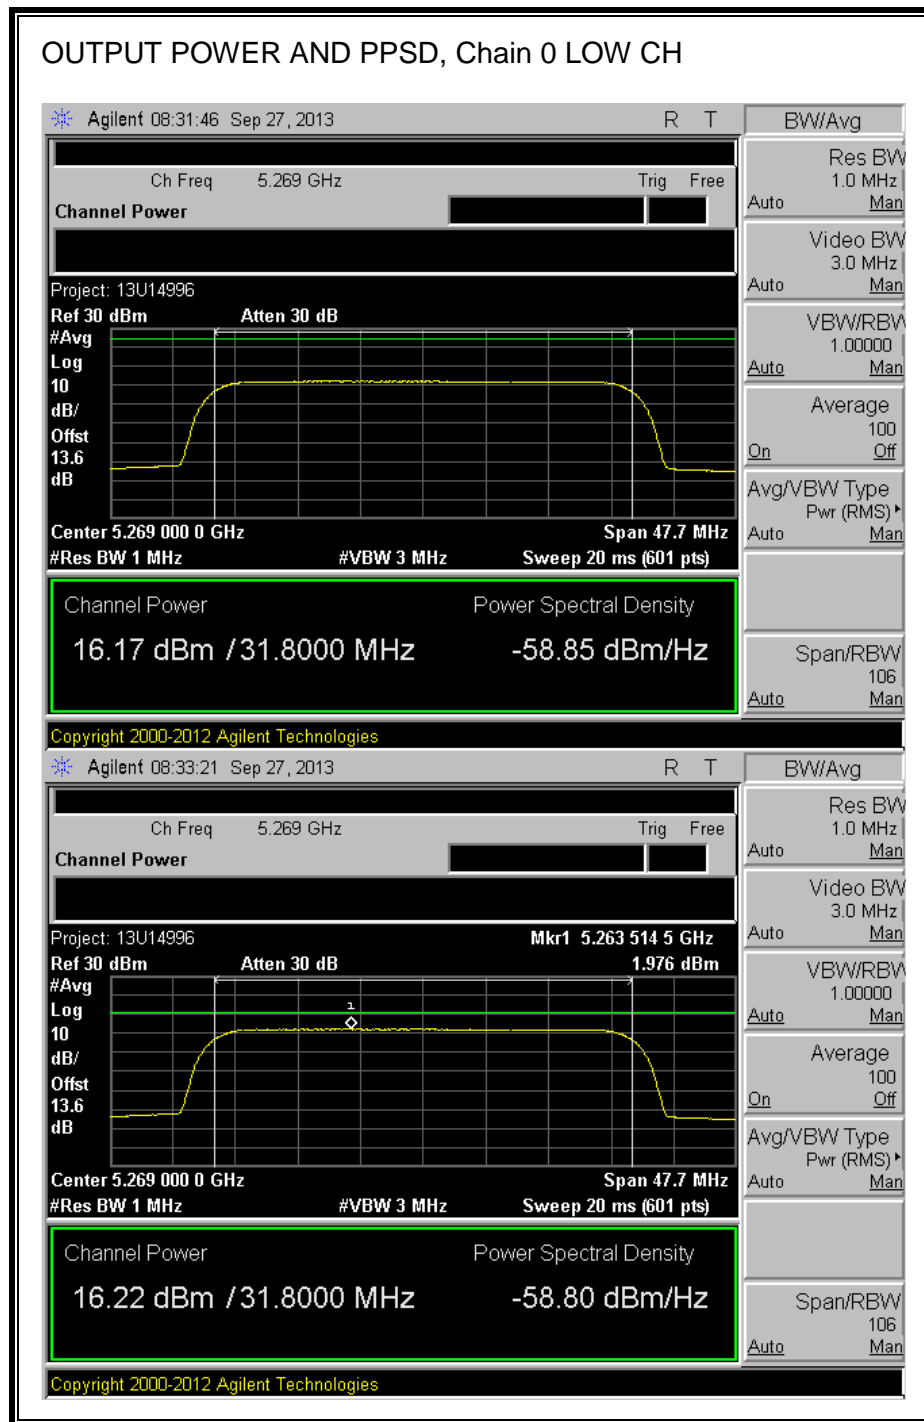 OUTPUT POWER AND PPSD, Chain 0 LOW CH
Agilent 08:31:46 Sep 27, 2013 R T
BW/Avg
Ch Freq 5.269 GHz Trig Free
Channel Power
Res BW
1.0 MHz
Auto Man
Video BW
3.0 MHz
Auto Man
Project: 13U14996
Ref 30 dBm Atten 30 dB
#Avg
Log
10
dB/
Offst
13.6
dB
VBW/RBW
1.00000
Auto Man
Average
100
On Off
Avg/VBW Type
Pwr (RMS)
Auto Man
Center 5.269 000 0 GHz Span 47.7 MHz
#Res BW 1 MHz #VBW 3 MHz Sweep 20 ms (601 pts)
Channel Power Power Spectral Density
16.17 dBm / 31.8000 MHz -58.85 dBm/Hz
Span/RBW
106
Auto Man
Copyright 2000-2012 Agilent Technologies
Agilent 08:33:21 Sep 27, 2013 R T
BW/Avg
Ch Freq 5.269 GHz Trig Free
Channel Power
Res BW
1.0 MHz
Auto Man
Video BW
3.0 MHz
Auto Man
Project: 13U14996 Mkr1 5.263 514 5 GHz
Ref 30 dBm Atten 30 dB 1.976 dBm
#Avg
Log
10
dB/
Offst
13.6
dB
1
VBW/RBW
1.00000
Auto Man
Average
100
On Off
Avg/VBW Type
Pwr (RMS)
Auto Man
Center 5.269 000 0 GHz Span 47.7 MHz
#Res BW 1 MHz #VBW 3 MHz Sweep 20 ms (601 pts)
Channel Power Power Spectral Density
16.22 dBm / 31.8000 MHz -58.80 dBm/Hz
Span/RBW
106
Auto Man
Copyright 2000-2012 Agilent Technologies